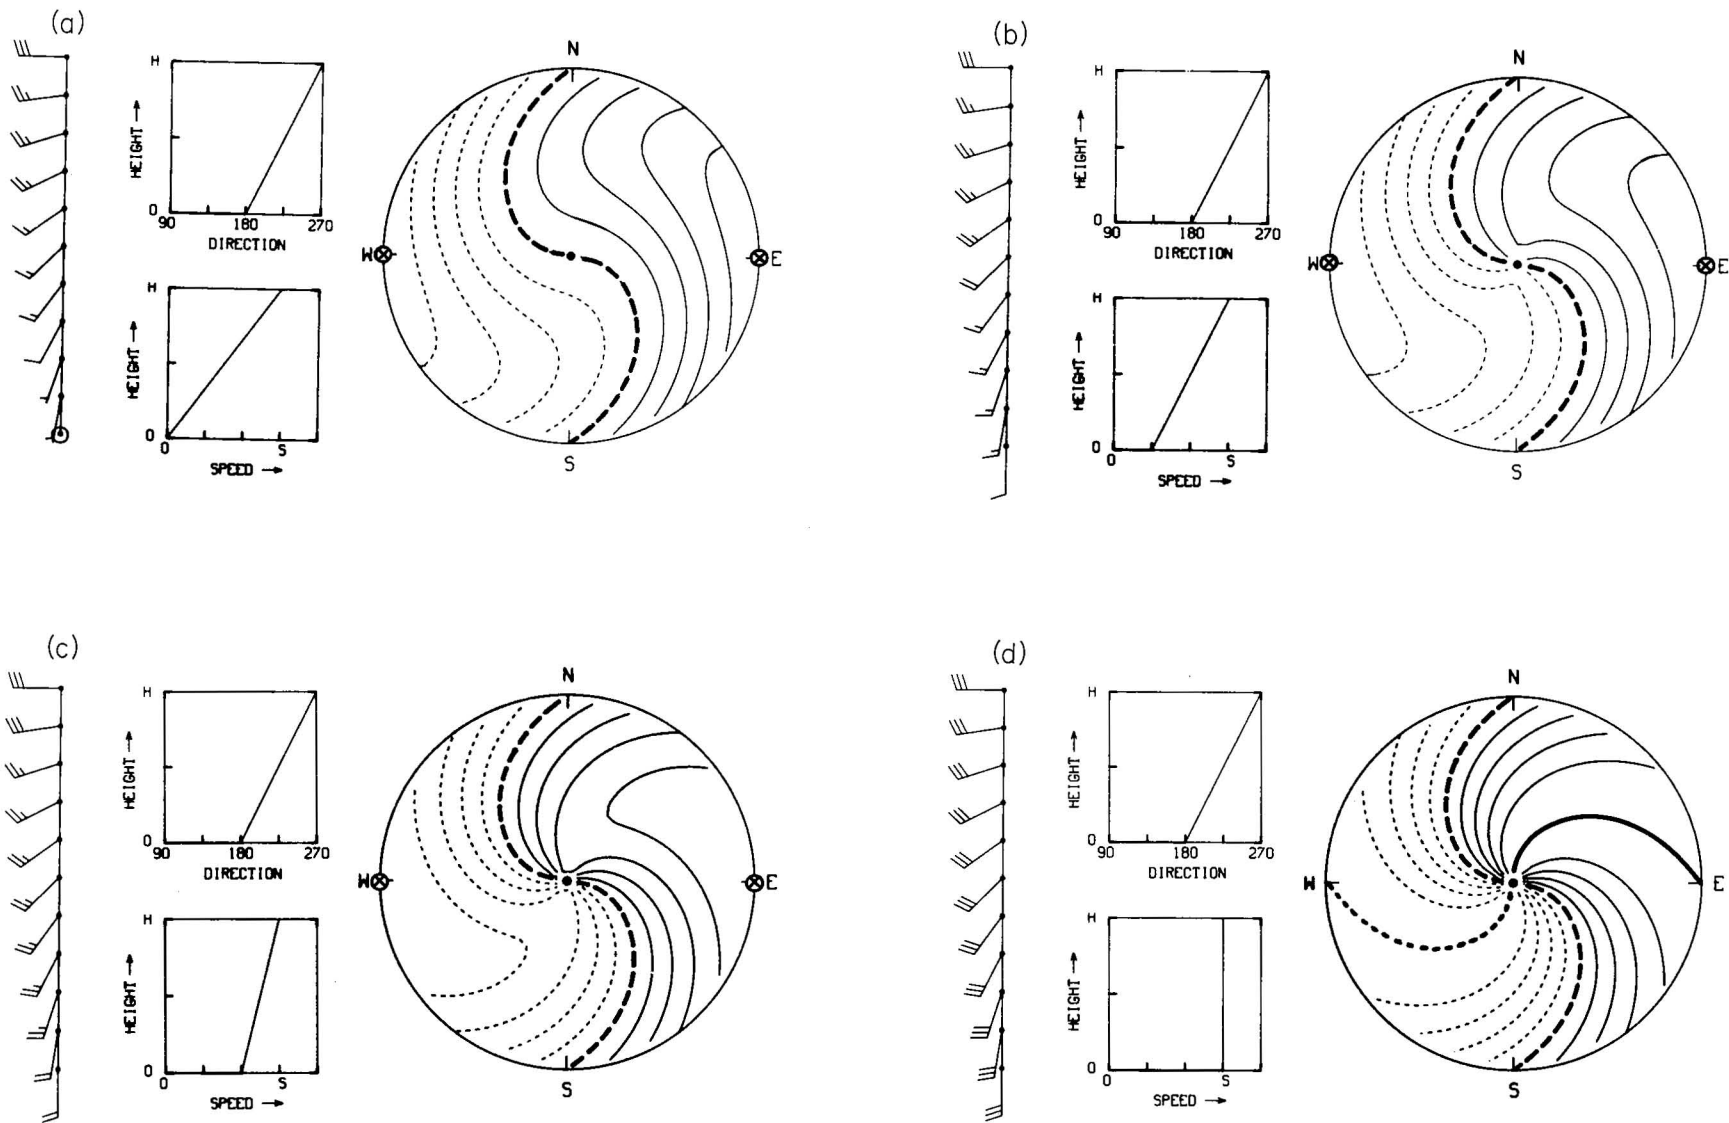 (a)
N
H
HEIGHT →
0
90 180 270
DIRECTION
W
E
H
HEIGHT →
0
0 S
SPEED →
S
(b)
N
H
HEIGHT →
0
90 180 270
DIRECTION
W
E
H
HEIGHT →
0
0 S
SPEED →
S
(c)
N
H
HEIGHT →
0
90 180 270
DIRECTION
W
E
H
HEIGHT →
0
0 S
SPEED →
S
(d)
N
H
HEIGHT →
0
90 180 270
DIRECTION
W
E
H
HEIGHT →
0
0 S
SPEED →
S